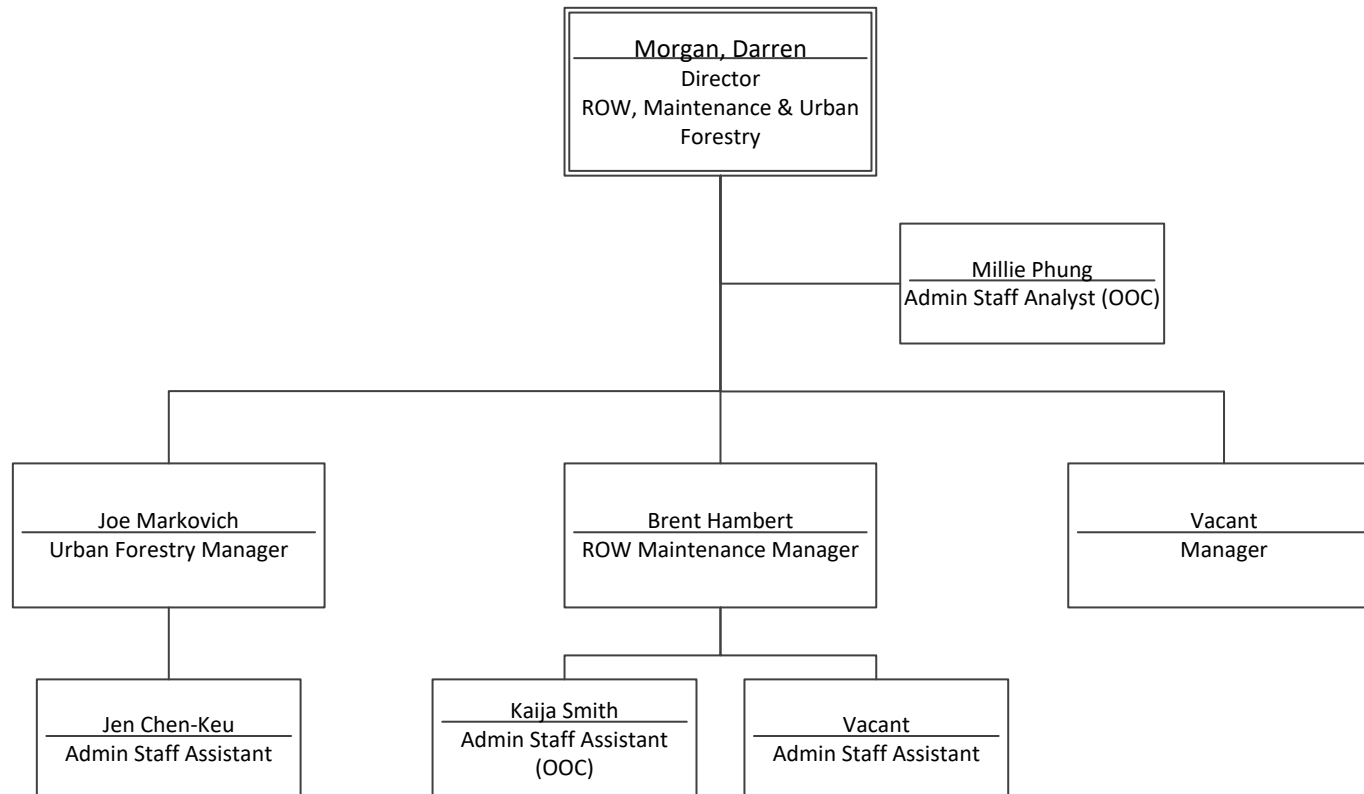 Morgan, Darren
Director
ROW, Maintenance & Urban
Forestry
Millie Phung
Admin Staff Analyst (OOC)
Joe Markovich
Urban Forestry Manager
Brent Hambert
ROW Maintenance Manager
Vacant
Manager
Jen Chen-Keu
Admin Staff Assistant
Kaija Smith
Admin Staff Assistant
(OOC)
Vacant
Admin Staff Assistant